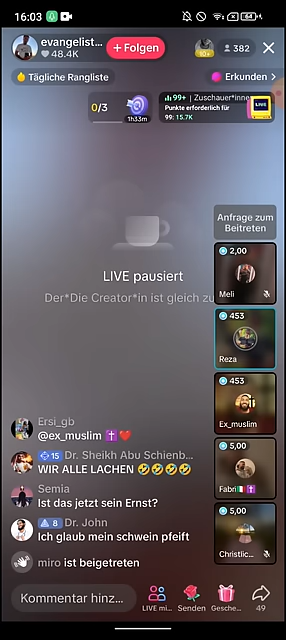 16:03
64
evangelist...
48.4K
+ Folgen
10+
382
Tägliche Rangliste
Erkunden >
0/3
1h33m
99+ | Zuschauer*inne
Punkte erforderlich für
99: 15.7K
LIVE
Anfrage zum
Beitreten
2,00
Meli
LIVE pausiert
Der*Die Creator*in ist gleich zu
453
Reza
453
Ex_muslim
5,00
Fabri🇮🇹 ✝️
5,00
Christlic...
Ersi_gb
@ex_muslim ✝️❤️
15 Dr. Sheikh Abu Schienb...
WIR ALLE LACHEN 🤣🤣🤣🤣
Semia
Ist das jetzt sein Ernst?
8 Dr. John
Ich glaub mein schwein pfeift
miro ist beigetreten
Kommentar hinz...
LIVE mi...
Senden
Gesche...
49